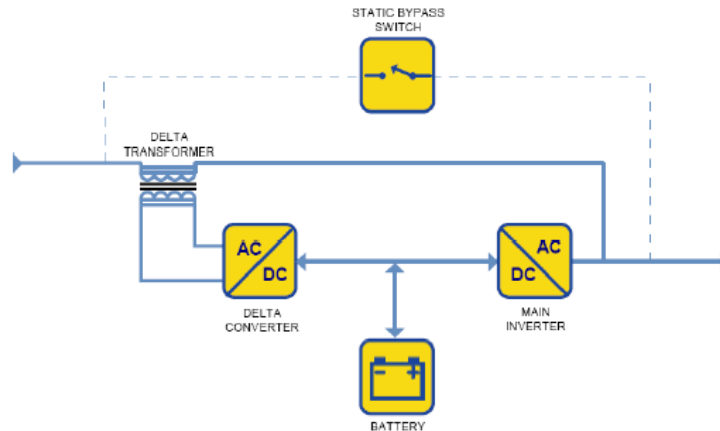 STATIC BYPASS
SWITCH
DELTA
TRANSFORMER
AC
DC
DELTA
CONVERTER
AC
DC
MAIN
INVERTER
BATTERY